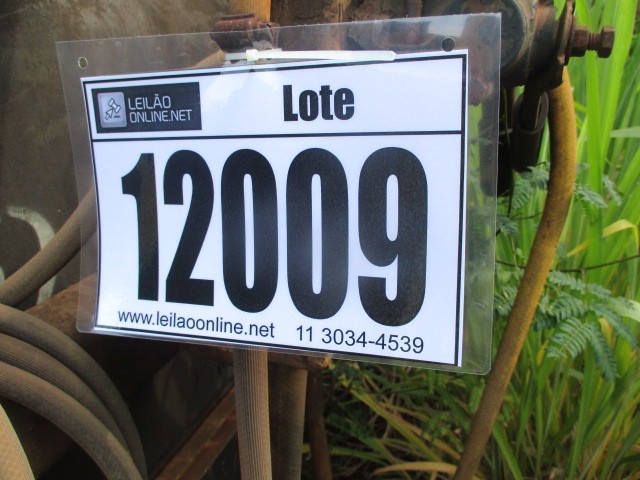 LEILÃO
ONLINE.NET
Lote
12009
www.leilaoonline.net 11 3034-4539